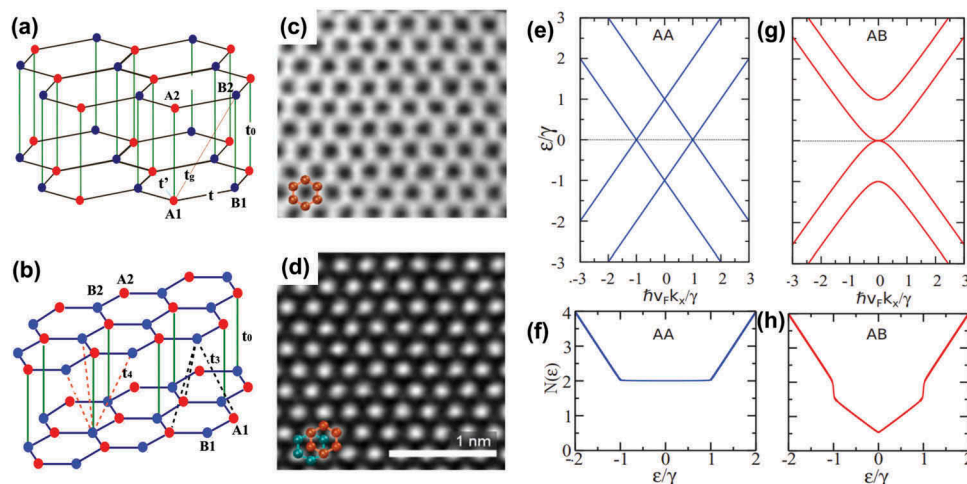 (a)
A2
B2
t₀
t'
t_g
t
A1
B1
(b)
A2
B2
t₀
t₃
t₄
A1
B1
(c)
(d)
1 nm
(e)
AA
3
2
1
0
-1
-2
-3
ε/γ
-3 -2 -1 0 1 2 3
ħvFkx/γ
(f)
AA
4
3
2
1
0
N(ε)
-2 -1 0 1 2
ε/γ
(g)
AB
-3 -2 -1 0 1 2 3
ħvFkx/γ
(h)
AB
-2 -1 0 1 2
ε/γ